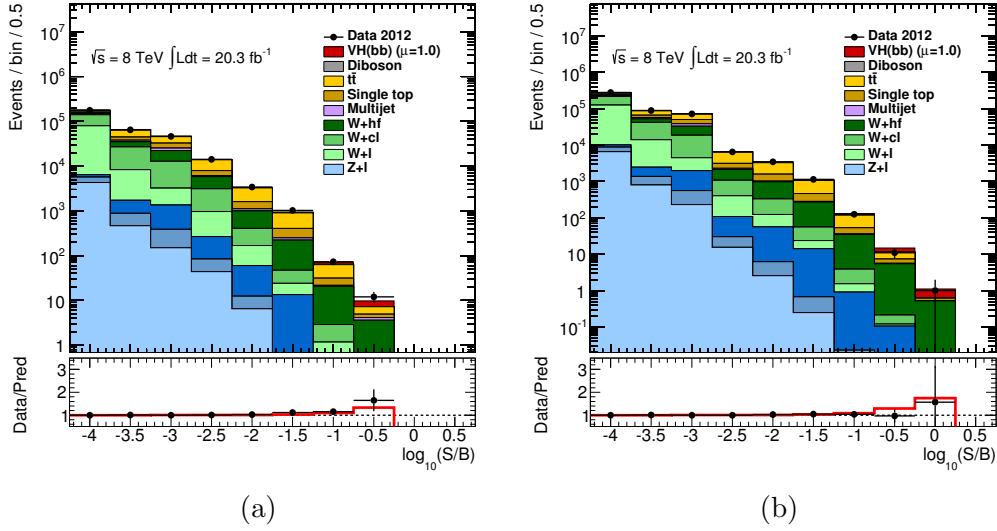 Events / bin / 0.5
10⁷
10⁶
10⁵
10⁴
10³
10²
10
1
√s = 8 TeV ∫Ldt = 20.3 fb⁻¹
Data 2012
VH(bb) (μ=1.0)
Diboson
tt̄
Single top
Multijet
W+hf
W+cl
W+l
Z+l
Data/Pred
3
2
1
-4 -3.5 -3 -2.5 -2 -1.5 -1 -0.5 0 0.5
log₁₀(S/B)
(a)
Events / bin / 0.5
10⁷
10⁶
10⁵
10⁴
10³
10²
10
1
10⁻¹
√s = 8 TeV ∫Ldt = 20.3 fb⁻¹
Data 2012
VH(bb) (μ=1.0)
Diboson
tt̄
Single top
Multijet
W+hf
W+cl
W+l
Z+l
Data/Pred
3
2
1
-4 -3.5 -3 -2.5 -2 -1.5 -1 -0.5 0 0.5
log₁₀(S/B)
(b)